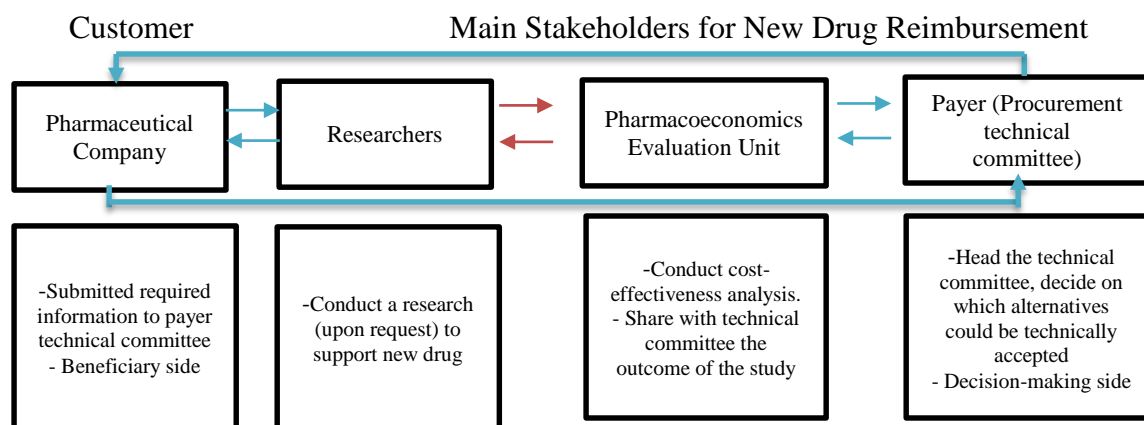 Customer
Main Stakeholders for New Drug Reimbursement
Pharmaceutical
Company
Researchers
Pharmacoeconomics
Evaluation Unit
Payer (Procurement
technical
committee)
-Submitted required
information to payer
technical committee
- Beneficiary side
-Conduct a research
(upon request) to
support new drug
-Conduct cost-
effectiveness analysis.
- Share with technical
committee the
outcome of the study
-Head the technical
committee, decide on
which alternatives
could be technically
accepted
- Decision-making side